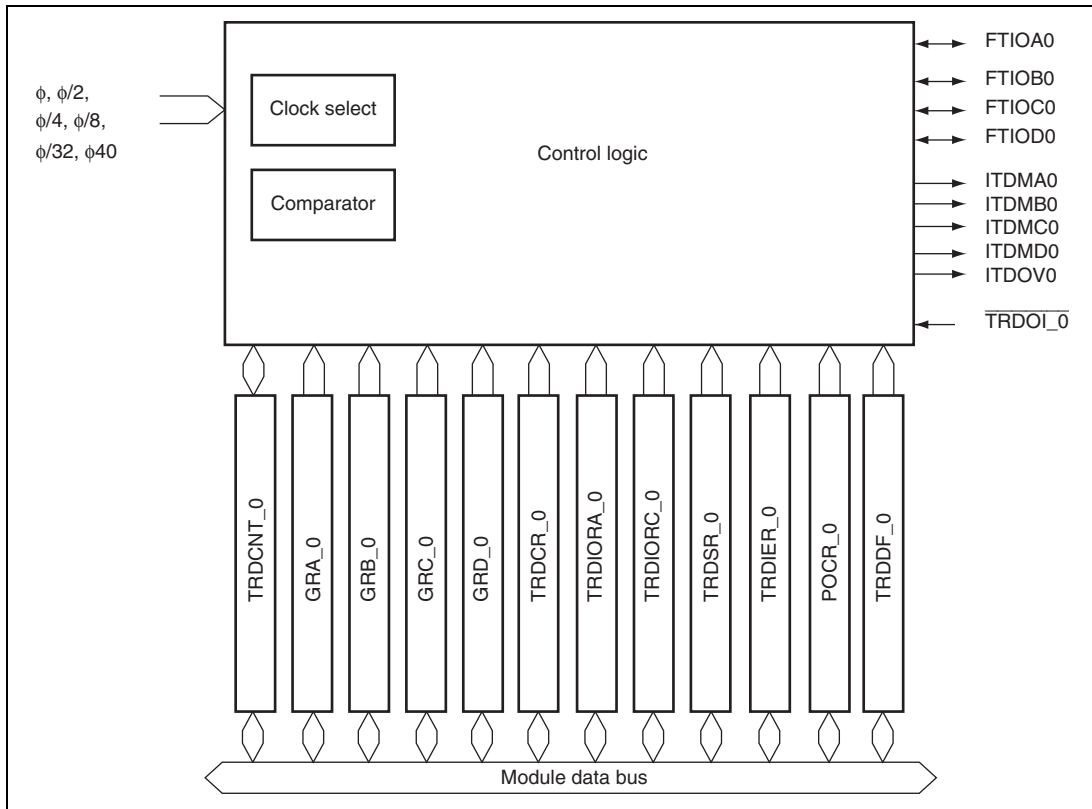 ϕ, ϕ/2,
ϕ/4, ϕ/8,
ϕ/32, ϕ40
Clock select
Comparator
Control logic
FTIOA0
FTIOB0
FTIOC0
FTIOD0
ITDMA0
ITDMB0
ITDMC0
ITDMD0
ITDOV0
TRDOI_0
TRDCNT_0
GRA_0
GRB_0
GRC_0
GRD_0
TRDCR_0
TRDIORA_0
TRDIORC_0
TRDSR_0
TRDIER_0
POCR_0
TRDDF_0
Module data bus